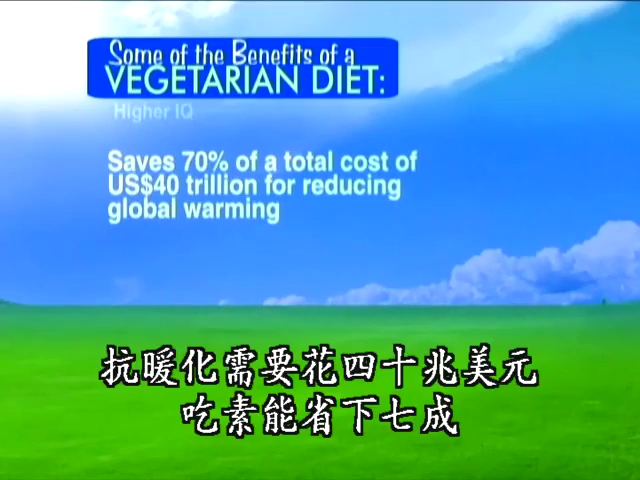 Some of the Benefits of a
VEGETARIAN DIET:
Higher IQ
Saves 70% of a total cost of
US$40 trillion for reducing
global warming
抗暖化需要花四十兆美元
吃素能省下七成